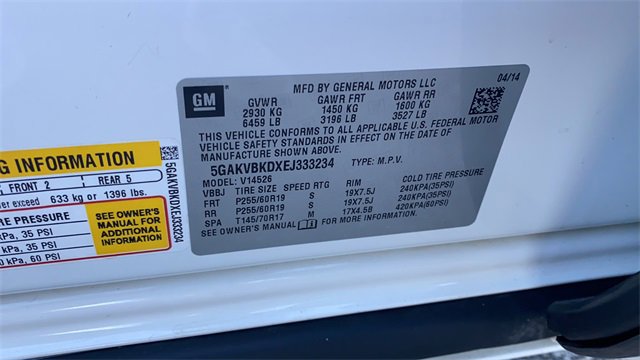 GM
MFD BY GENERAL MOTORS LLC 04/14
GVWR GAWR FRT GAWR RR
2930 KG 1450 KG 1600 KG
6459 LB 3196 LB 3527 LB
THIS VEHICLE CONFORMS TO ALL APPLICABLE U.S. FEDERAL MOTOR
VEHICLE SAFETY STANDARDS IN EFFECT ON THE DATE OF
MANUFACTURE SHOWN ABOVE.
5GAKVBKDXEJ333234 TYPE: M.P.V.
MODEL: V14526
VBBJ TIRE SIZE SPEED RTG RIM COLD TIRE PRESSURE
FRT P255/60R19 S 19X7.5J 240KPA(35PSI)
RR P255/60R19 S 19X7.5J 240KPA(35PSI)
SPA T145/70R17 M 17X4.5B 420KPA(60PSI)
SEE OWNER'S MANUAL FOR MORE INFORMATION.
G INFORMATION
FRONT 2 REAR 5
exceed 633 kg or 1396 lbs.
E PRESSURE
kPa, 35 PSI
kPa, 35 PSI
kPa, 60 PSI
SEE OWNER'S
MANUAL FOR
ADDITIONAL
INFORMATION
5GAKVBKDXEJ333234